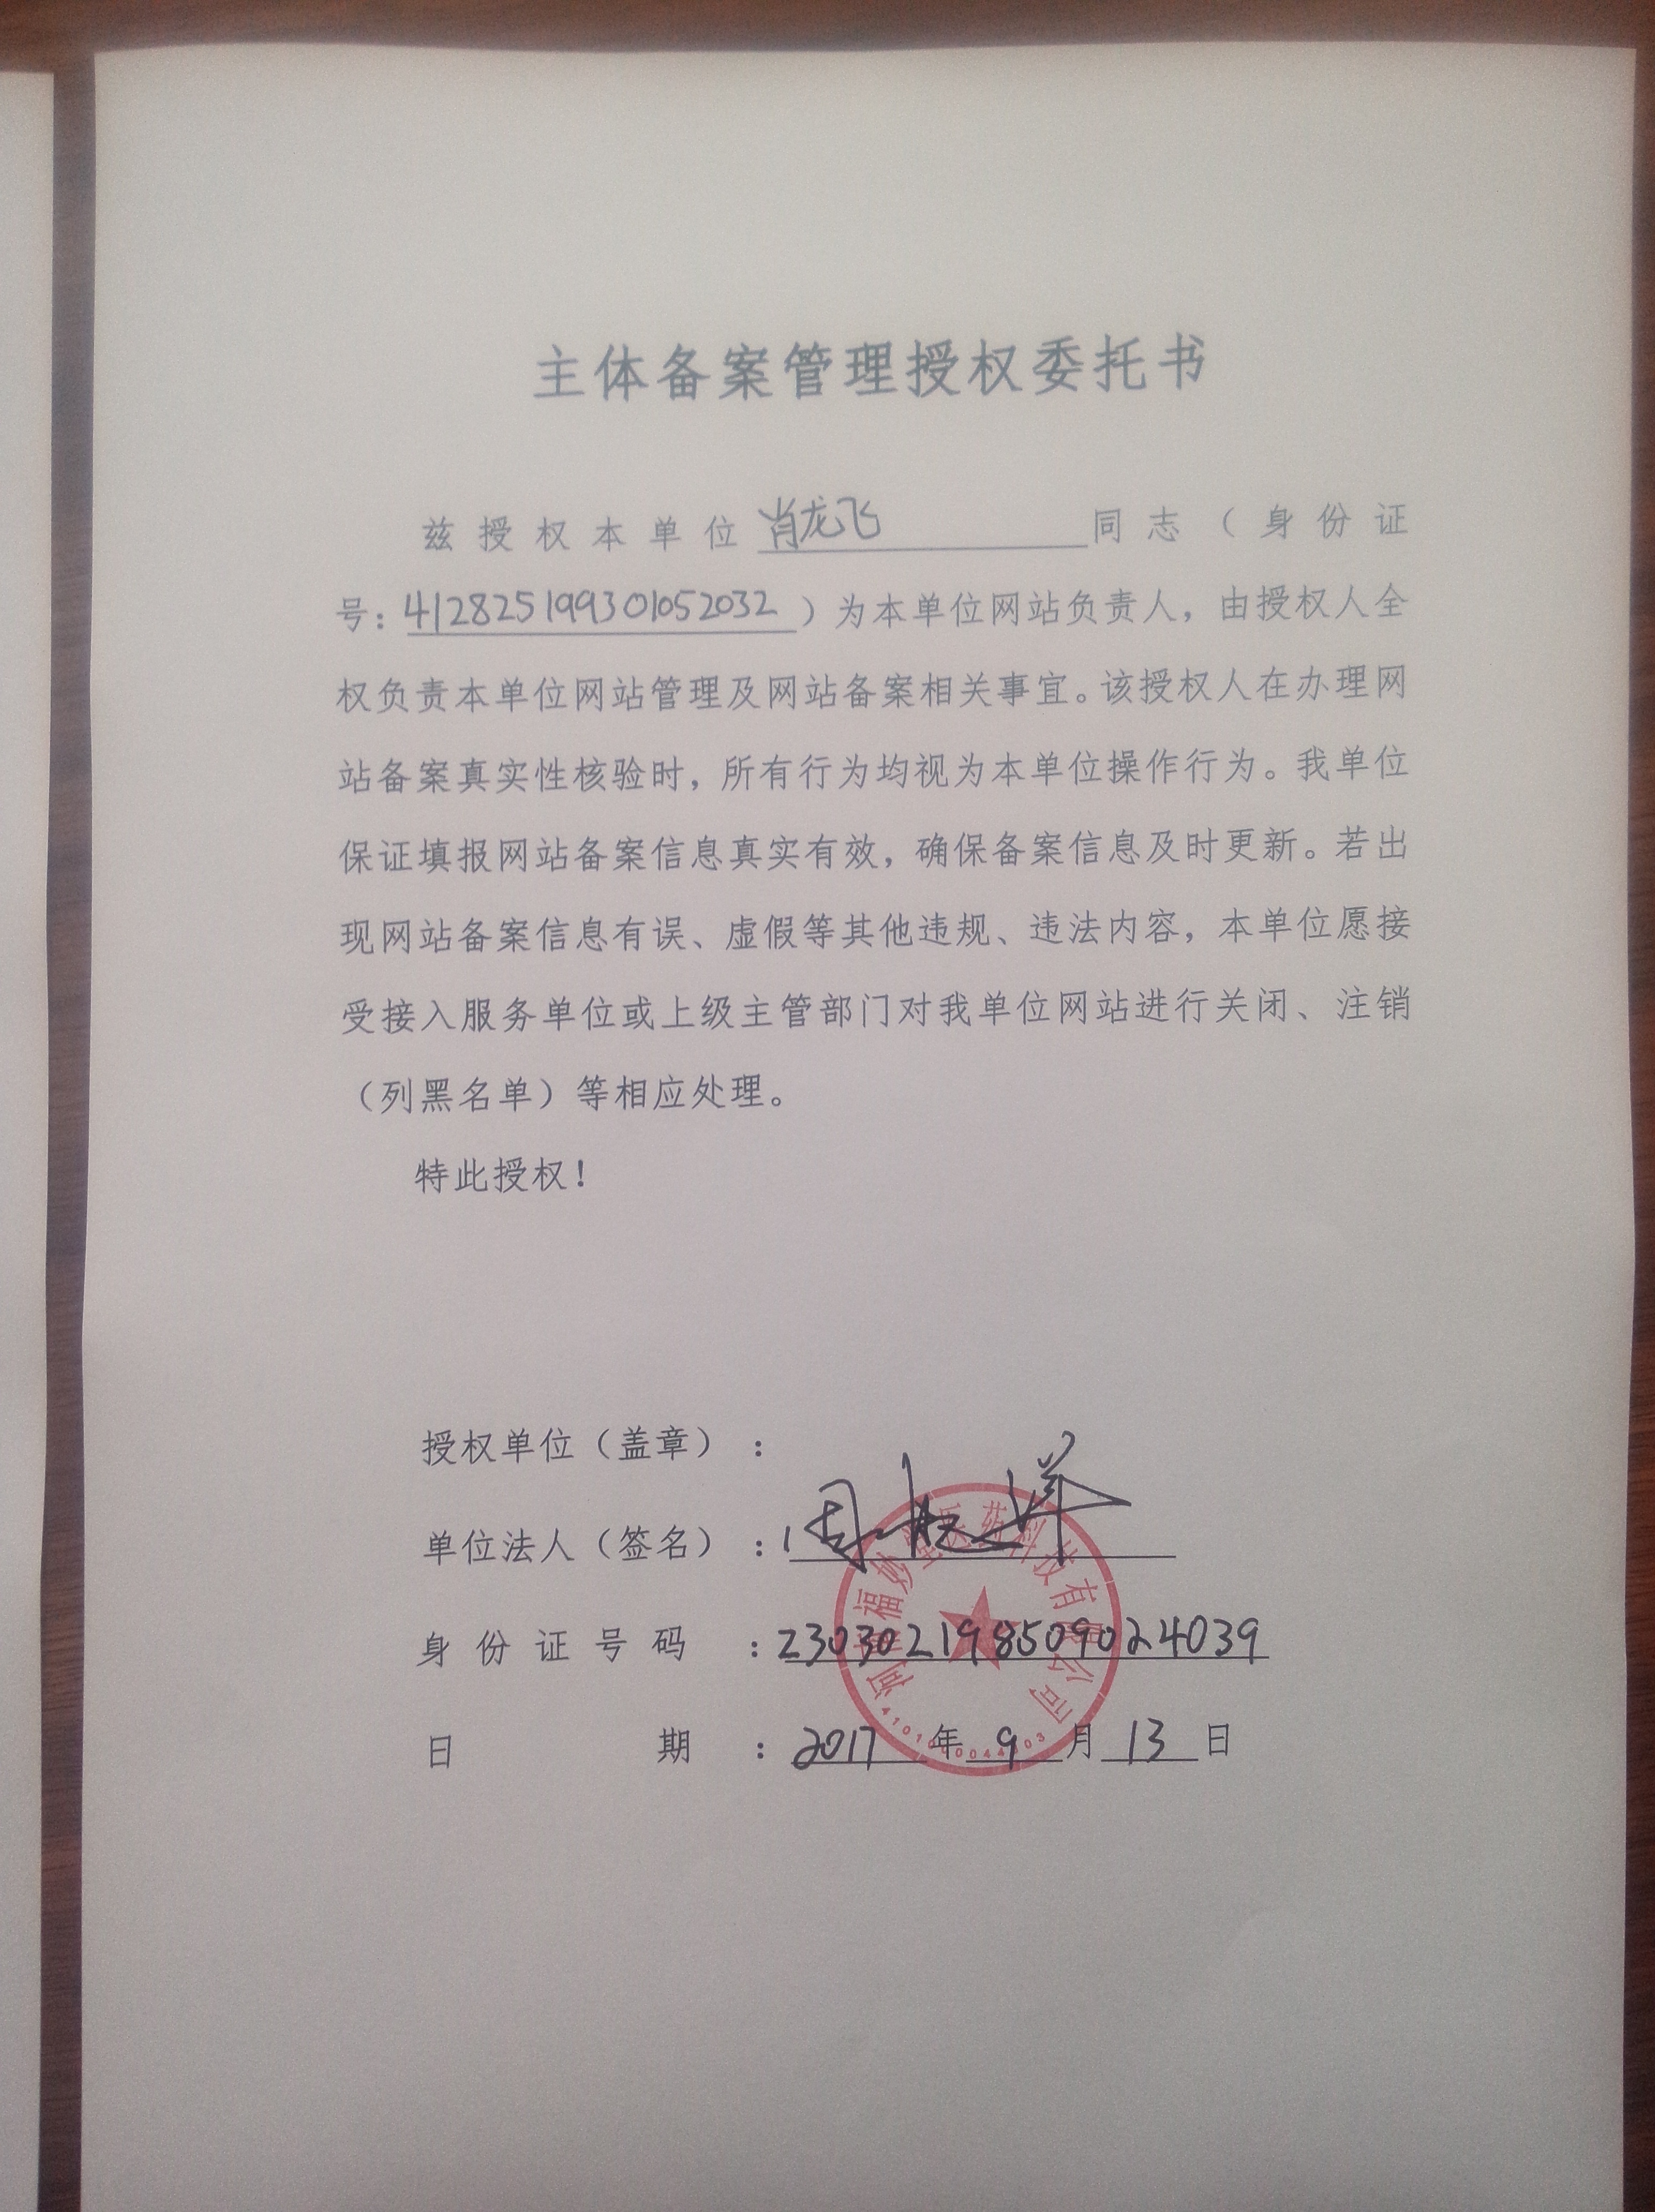 主体备案管理授权委托书
兹授权本单位肖龙飞同志（身份证
号：412825199301052032）为本单位网站负责人，由授权人全
权负责本单位网站管理及网站备案相关事宜。该授权人在办理网
站备案真实性核验时，所有行为均视为本单位操作行为。我单位
保证填报网站备案信息真实有效，确保备案信息及时更新。若出
现网站备案信息有误、虚假等其他违规、违法内容，本单位愿接
受接入服务单位或上级主管部门对我单位网站进行关闭、注销
（列黑名单）等相应处理。
特此授权！
授权单位（盖章）：
单位法人（签名）：周
福妙堂医药科技有限公司
身份证号码：230302198509024039
日期：2017年9月13日